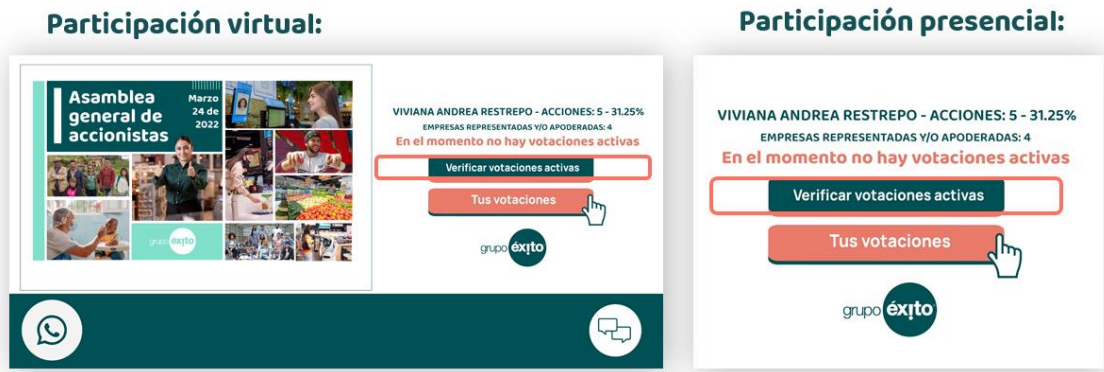 Participación virtual:
Asamblea
general de
accionistas
Marzo
24 de
2022
grupo éxito
VIVIANA ANDREA RESTREPO - ACCIONES: 5 - 31.25%
EMPRESAS REPRESENTADAS Y/O APODERADAS: 4
En el momento no hay votaciones activas
Verificar votaciones activas
Tus votaciones
grupo éxito
Participación presencial:
VIVIANA ANDREA RESTREPO - ACCIONES: 5 - 31.25%
EMPRESAS REPRESENTADAS Y/O APODERADAS: 4
En el momento no hay votaciones activas
Verificar votaciones activas
Tus votaciones
grupo éxito